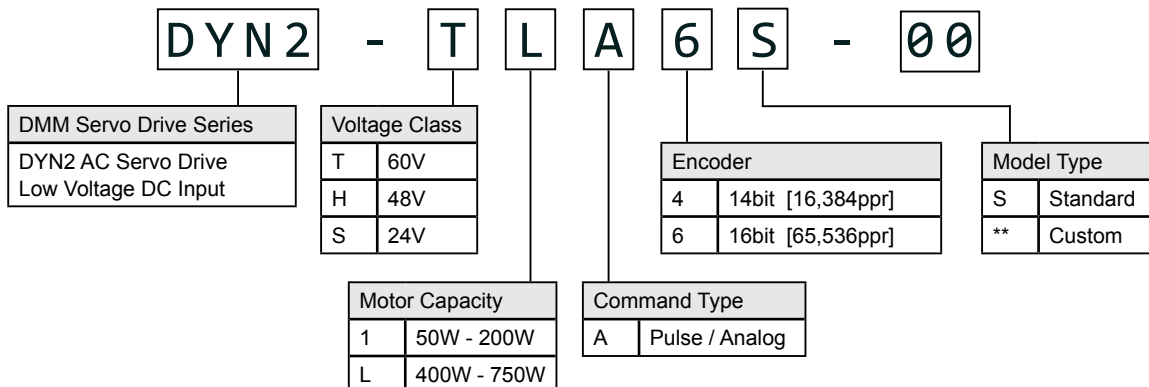 DYN2 - T L A 6 S - 00
DMM Servo Drive Series
DYN2 AC Servo Drive
Low Voltage DC Input
Voltage Class
T 60V
H 48V
S 24V
Encoder
4 14bit [16,384ppr]
6 16bit [65,536ppr]
Model Type
S Standard
** Custom
Motor Capacity
1 50W - 200W
L 400W - 750W
Command Type
A Pulse / Analog